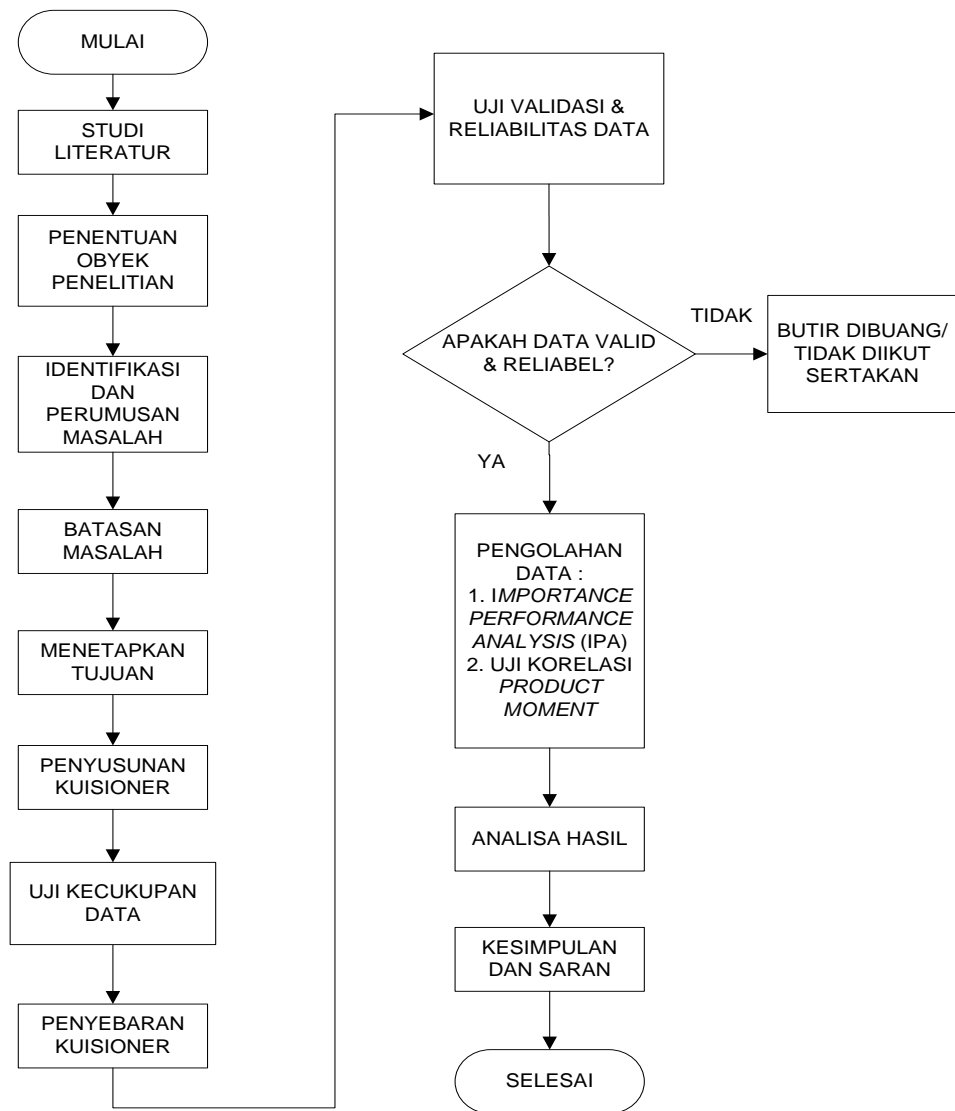 MULAI
STUDI
LITERATUR
PENENTUAN
OBYEK
PENELITIAN
IDENTIFIKASI
DAN
PERUMUSAN
MASALAH
BATASAN
MASALAH
MENETAPKAN
TUJUAN
PENYUSUNAN
KUISIONER
UJI KECUKUPAN
DATA
PENYEBARAN
KUISIONER
UJI VALIDASI &
RELIABILITAS DATA
APAKAH DATA VALID
& RELIABEL?
TIDAK
BUTIR DIBUANG/
TIDAK DIIKUT
SERTAKAN
YA
PENGOLAHAN
DATA :
1. IMPORTANCE
PERFORMANCE
ANALYSIS (IPA)
2. UJI KORELASI
PRODUCT
MOMENT
ANALISA HASIL
KESIMPULAN
DAN SARAN
SELESAI